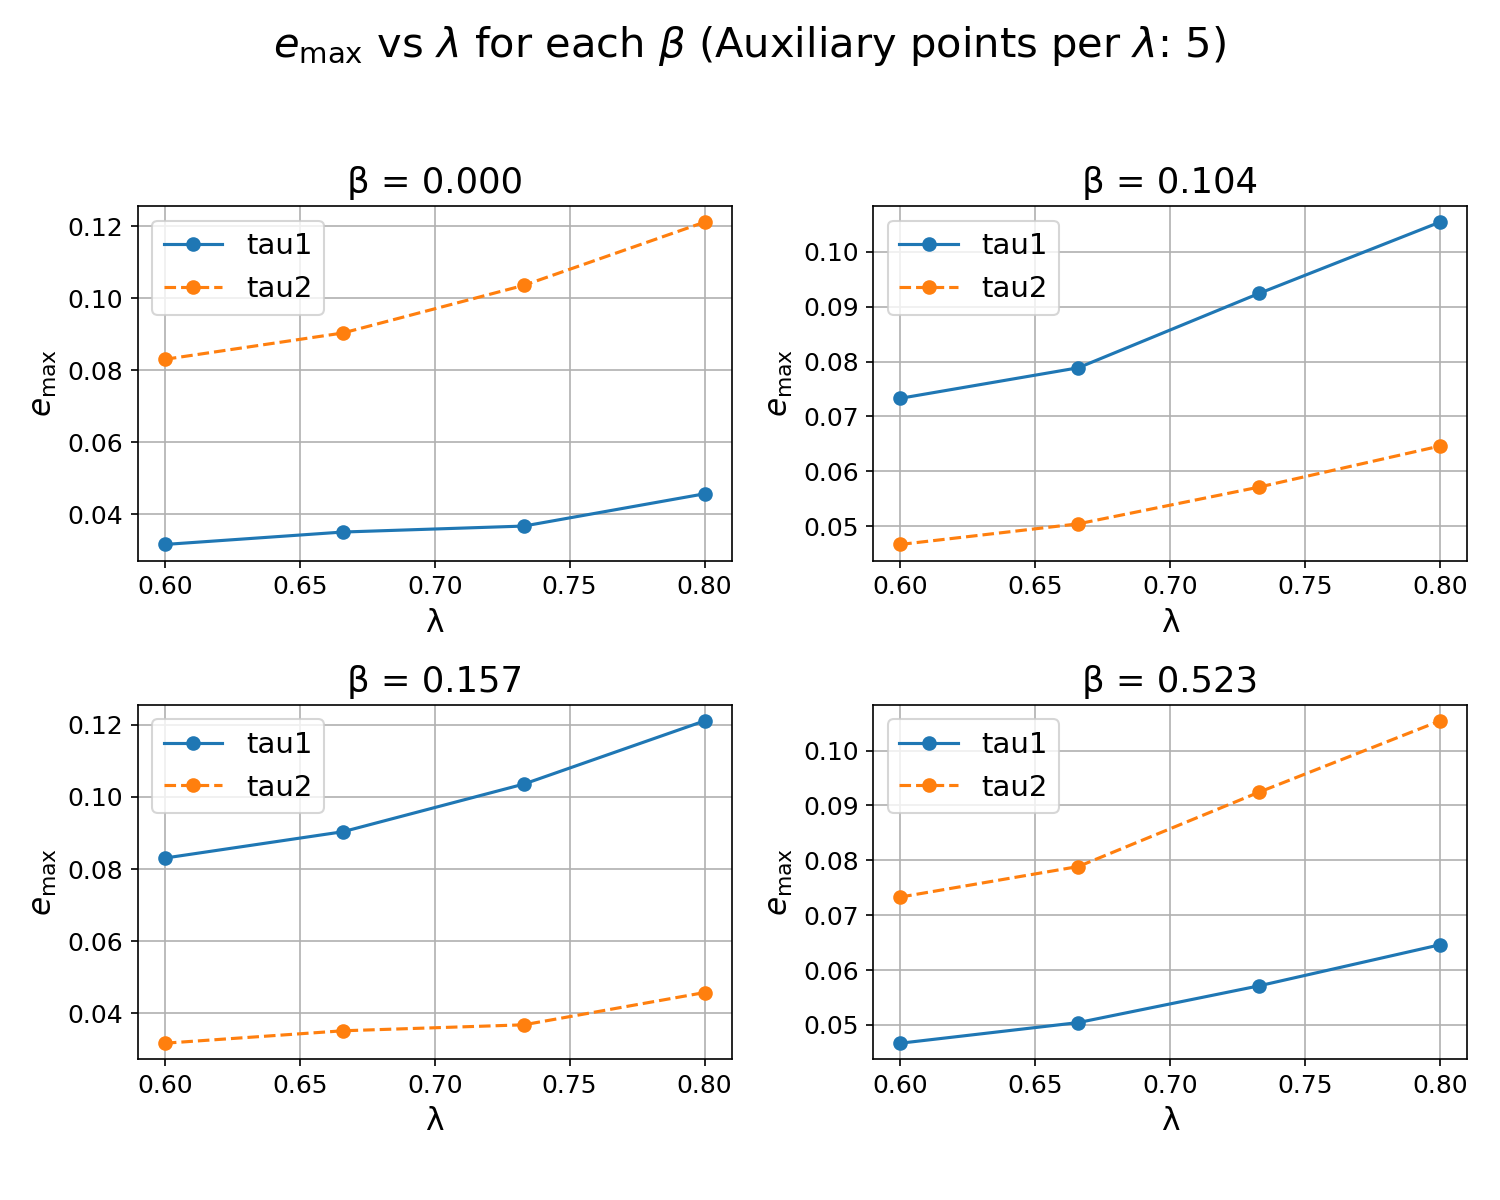 e_max vs λ for each β (Auxiliary points per λ: 5)
β = 0.000
0.12
0.10
0.08
0.06
0.04
e_max
tau1
tau2
0.60 0.65 0.70 0.75 0.80
λ
β = 0.104
0.10
0.09
0.08
0.07
0.06
0.05
e_max
tau1
tau2
0.60 0.65 0.70 0.75 0.80
λ
β = 0.157
0.12
0.10
0.08
0.06
0.04
e_max
tau1
tau2
0.60 0.65 0.70 0.75 0.80
λ
β = 0.523
0.10
0.09
0.08
0.07
0.06
0.05
e_max
tau1
tau2
0.60 0.65 0.70 0.75 0.80
λ